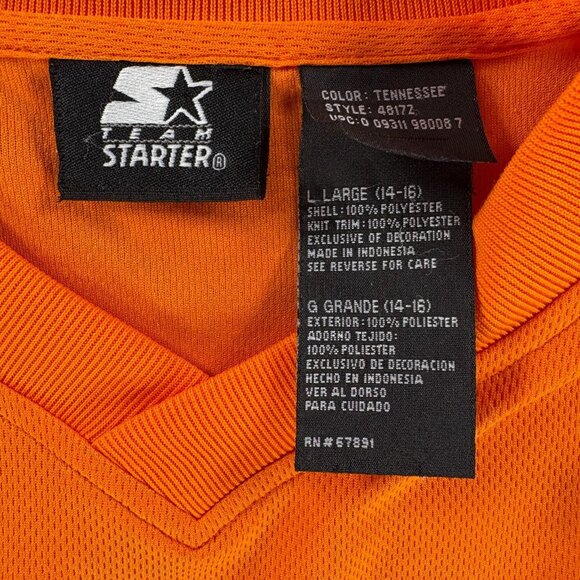 TEAM
STARTER®
COLOR: TENNESSEE
STYLE: 48172
UPC: 0 09311 98008 7
L LARGE (14-16)
SHELL: 100% POLYESTER
KNIT TRIM: 100% POLYESTER
EXCLUSIVE OF DECORATION
MADE IN INDONESIA
SEE REVERSE FOR CARE
G GRANDE (14-16)
EXTERIOR: 100% POLIESTER
ADORNO TEJIDO:
100% POLIESTER
EXCLUSIVO DE DECORACION
HECHO EN INDONESIA
VER AL DORSO
PARA CUIDADO
RN# 67891